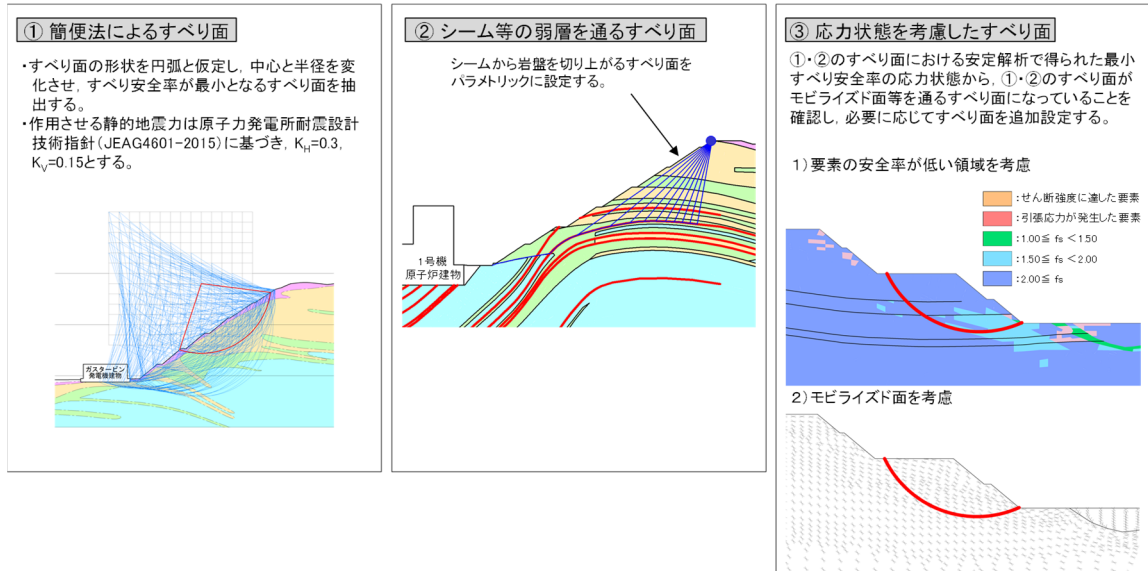 ① 簡便法によるすべり面
・すべり面の形状を円弧と仮定し，中心と半径を変
化させ，すべり安全率が最小となるすべり面を抽
出する。
・作用させる静的地震力は原子力発電所耐震設計
技術指針（JEAG4601-2015）に基づき，KH=0.3,
KV=0.15とする。
ガスタービン
発電機建物
② シーム等の弱層を通るすべり面
シームから岩盤を切り上がるすべり面を
パラメトリックに設定する。
1号機
原子炉建物
③ 応力状態を考慮したすべり面
①・②のすべり面における安定解析で得られた最小
すべり安全率の応力状態から，①・②のすべり面が
モビライズド面等を通るすべり面になっていることを
確認し，必要に応じてすべり面を追加設定する。
1）要素の安全率が低い領域を考慮
：せん断強度に達した要素
：引張応力が発生した要素
：1.00≦ fs ＜1.50
：1.50≦ fs ＜2.00
：2.00≦ fs
2）モビライズド面を考慮